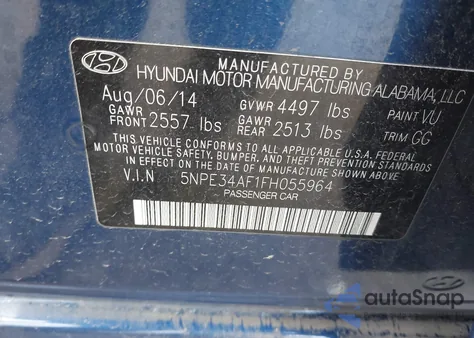 MANUFACTURED BY
HYUNDAI MOTOR MANUFACTURING ALABAMA, LLC
Aug/06/14 GVWR 4497 lbs PAINT VU
GAWR FRONT 2557 lbs GAWR REAR 2513 lbs TRIM GG
THIS VEHICLE CONFORMS TO ALL APPLICABLE U.S.A. FEDERAL
MOTOR VEHICLE SAFETY, BUMPER, AND THEFT PREVENTION STANDARDS
IN EFFECT ON THE DATE OF MANUFACTURE SHOWN ABOVE.
V.I.N 5NPE34AF1FH055964
PASSENGER CAR
autoSnap